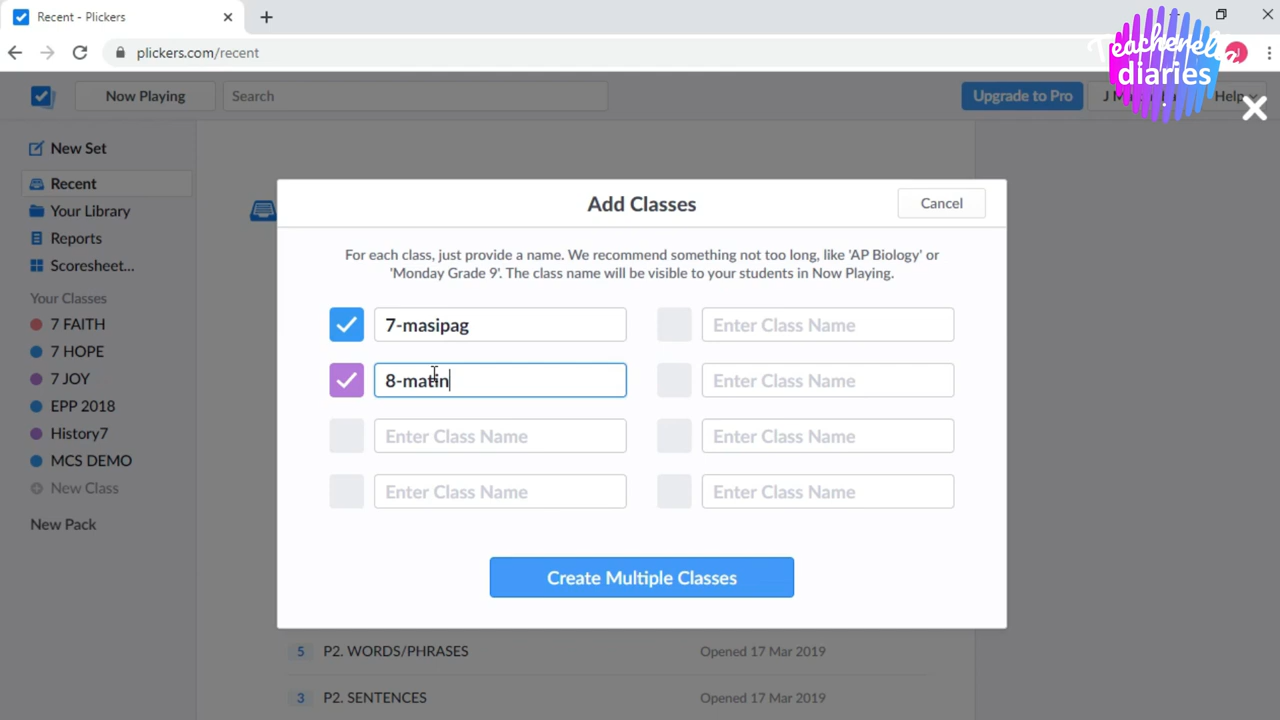 Recent - Plickers
plickers.com/recent
Teacherella
diaries
Now Playing
Search
Upgrade to Pro
Help
New Set
Recent
Your Library
Reports
Scoresheet...
Your Classes
7 FAITH
7 HOPE
7 JOY
EPP 2018
History7
MCS DEMO
New Class
New Pack
Add Classes
Cancel
For each class, just provide a name. We recommend something not too long, like 'AP Biology' or
'Monday Grade 9'. The class name will be visible to your students in Now Playing.
7-masipag
Enter Class Name
8-matin
Enter Class Name
Enter Class Name
Enter Class Name
Enter Class Name
Enter Class Name
Create Multiple Classes
5 P2. WORDS/PHRASES Opened 17 Mar 2019
3 P2. SENTENCES Opened 17 Mar 2019